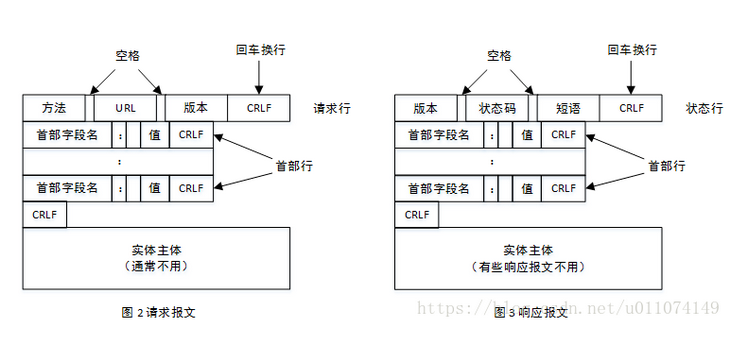 空格
回车换行
方法 URL 版本 CRLF 请求行
首部字段名 : 值 CRLF
:
首部行
首部字段名 : 值 CRLF
CRLF
实体主体
（通常不用）
图 2 请求报文
空格
回车换行
版本 状态码 短语 CRLF 状态行
首部字段名 : 值 CRLF
:
首部行
首部字段名 : 值 CRLF
CRLF
实体主体
（有些响应报文不用）
图 3 响应报文
https://blog.csdn.net/u011074149